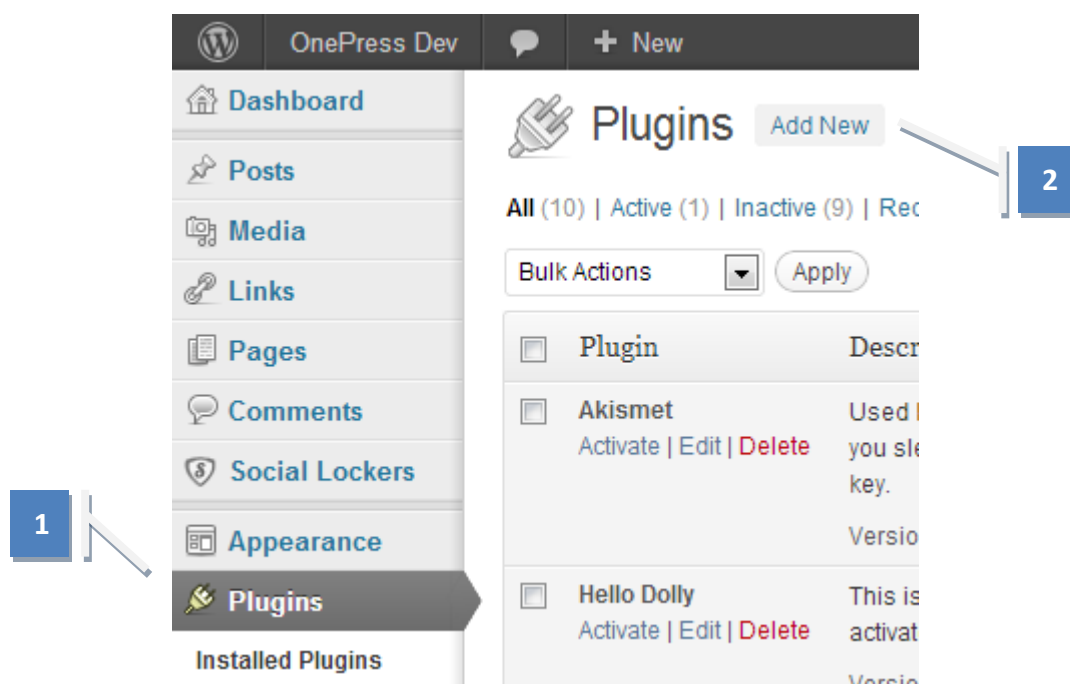 OnePress Dev + New
Dashboard
Posts
Media
Links
Pages
Comments
Social Lockers
Appearance
Plugins
Installed Plugins
Plugins Add New
All (10) | Active (1) | Inactive (9) |
Bulk Actions Apply
Plugin
Akismet
Activate | Edit | Delete
Used
you
key.
Hello Dolly
Activate | Edit | Delete
This is
1
2